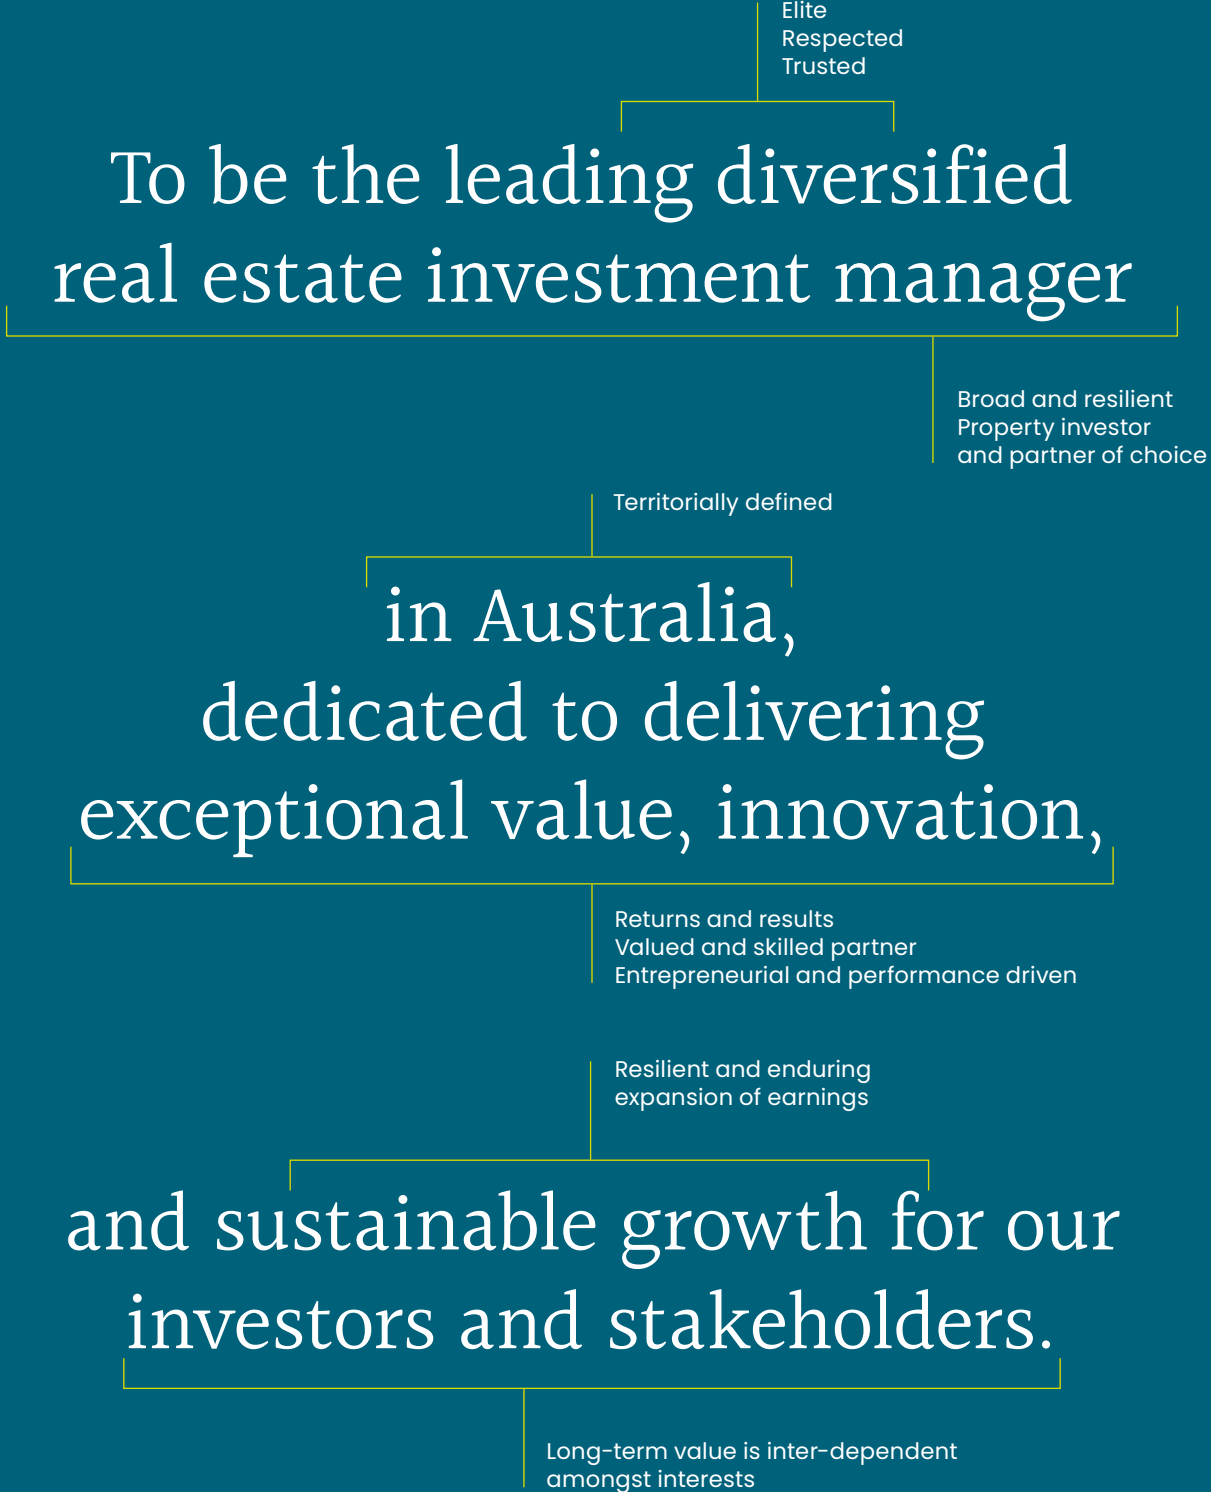 Elite
Respected
Trusted
To be the leading diversified
real estate investment manager
Broad and resilient
Property investor
and partner of choice
Territorially defined
in Australia,
dedicated to delivering
exceptional value, innovation,
Returns and results
Valued and skilled partner
Entrepreneurial and performance driven
Resilient and enduring
expansion of earnings
and sustainable growth for our
investors and stakeholders.
Long-term value is inter-dependent
amongst interests